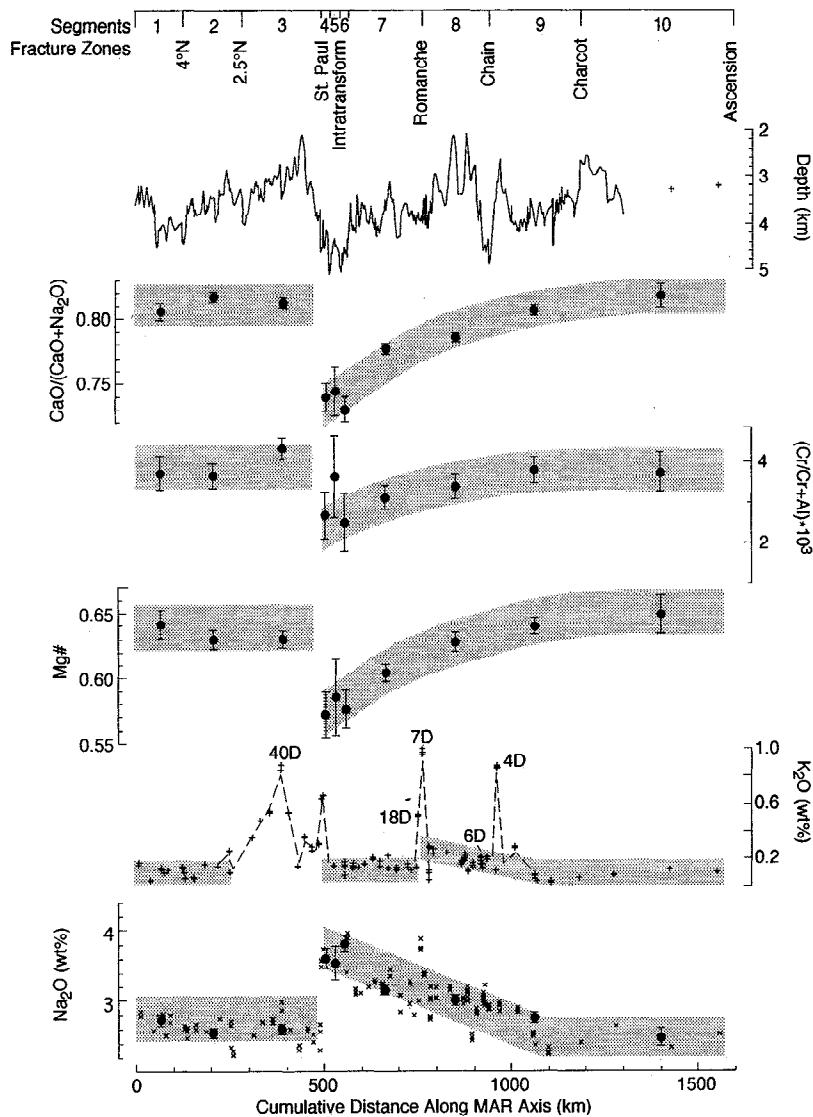 Segments 1 2 3 4 5 6 7 8 9 10
Fracture Zones
4°N
2.5°N
St. Paul
Intratransform
Romanche
Chain
Charcot
Ascension
2
3
4
5
Depth (km)
0.80
0.75
CaO/(CaO+Na₂O)
4
2
(Cr/Cr+Al)*10³
0.65
0.60
0.55
Mg#
40D
18D
7D
6D
4D
1.0
0.6
0.2
K₂O (wt%)
4
3
Na₂O (wt%)
0 500 1000 1500
Cumulative Distance Along MAR Axis (km)